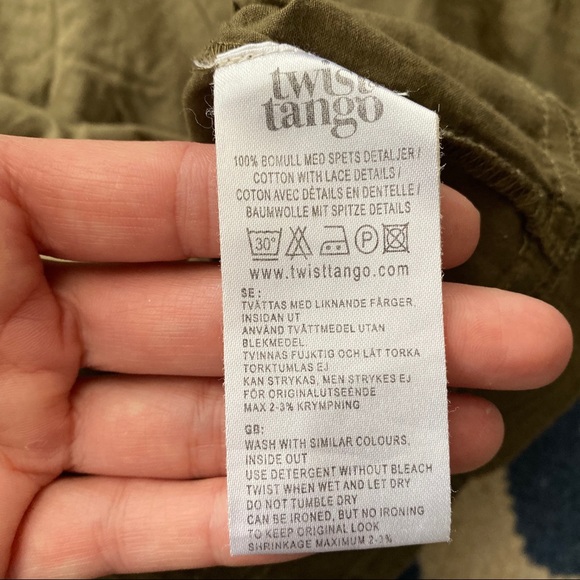 twist &
tango
100% BOMULL MED SPETS DETALJER /
COTTON WITH LACE DETAILS /
COTON AVEC DÉTAILS EN DENTELLE /
BAUMWOLLE MIT SPITZE DETAILS
30° P
www.twisttango.com
SE:
TVÄTTAS MED LIKNANDE FÄRGER,
INSIDAN UT
ANVÄND TVÄTTMEDEL UTAN
BLEKMEDEL.
TVINNAS FUJKTIG OCH LÄT TORKA
TORKTUMLAS EJ
KAN STRYKAS, MEN STRYKES EJ
FÖR ORIGINALUTSEENDE
MAX 2-3% KRYMPNING
GB:
WASH WITH SIMILAR COLOURS,
INSIDE OUT
USE DETERGENT WITHOUT BLEACH
TWIST WHEN WET AND LET DRY
DO NOT TUMBLE DRY
CAN BE IRONED, BUT NO IRONING
TO KEEP ORIGINAL LOOK
SHRINKAGE MAXIMUM 2-3%